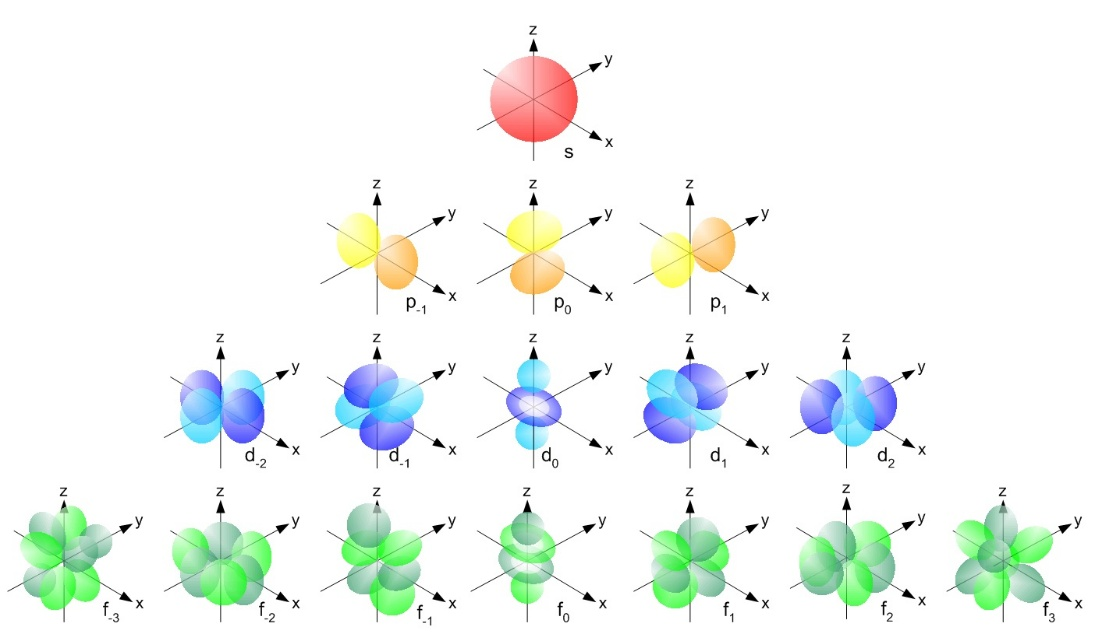 z
y
x
s
z z z
y y y
x x x
p-1 p0 p1
z z z z z
y y y y y
x x x x x
d-2 d-1 d0 d1 d2
z z z z z z z
y y y y y y y
x x x x x x x
f-3 f-2 f-1 f0 f1 f2 f3